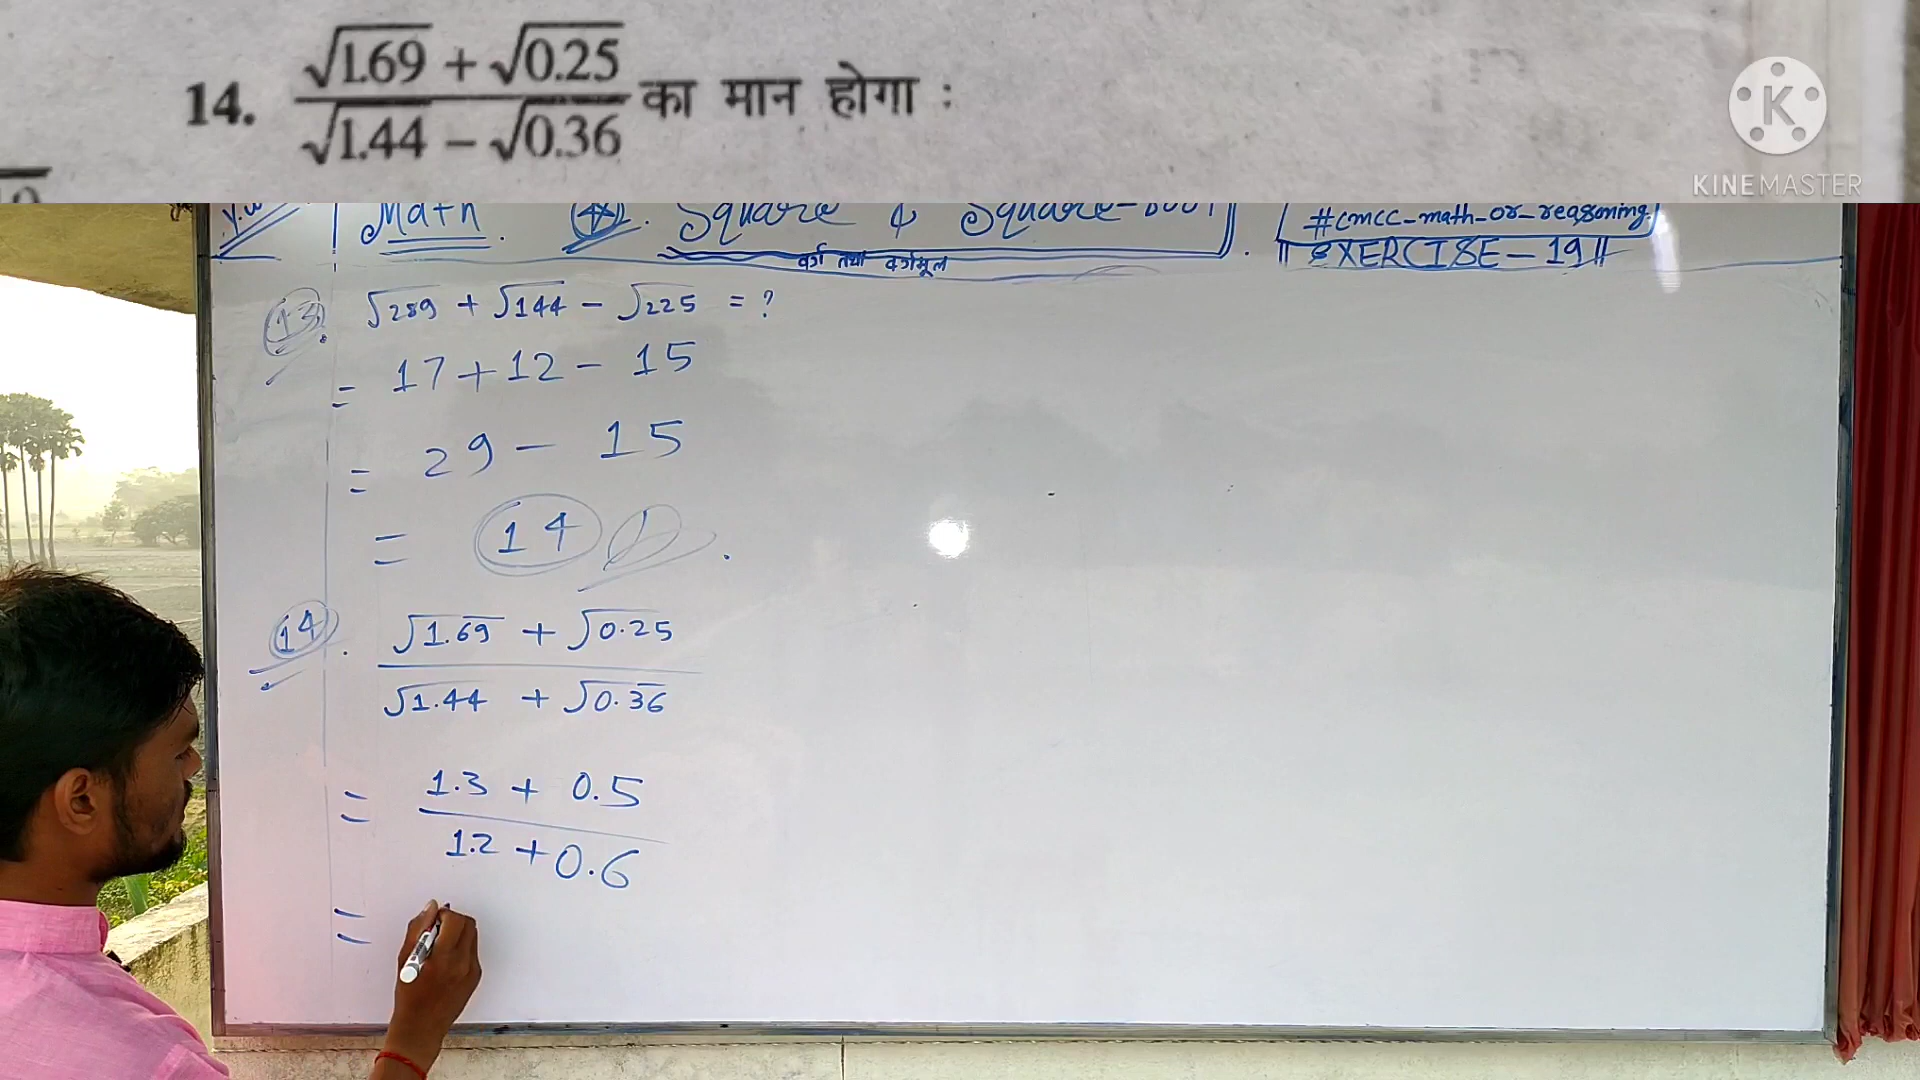 14. √1.69 + √0.25 / √1.44 − √0.36 का मान होगा :
KINEMASTER
Math. Square & Square-
#cmcc_math_or_reasoning
वर्ग तथा वर्गमूल
|| EXERCISE – 19 ||
13. √289 + √144 − √225 = ?
= 17 + 12 − 15
= 29 − 15
= 14
14. √1.69 + √0.25
√1.44 + √0.36
= 1.3 + 0.5
1.2 + 0.6
=